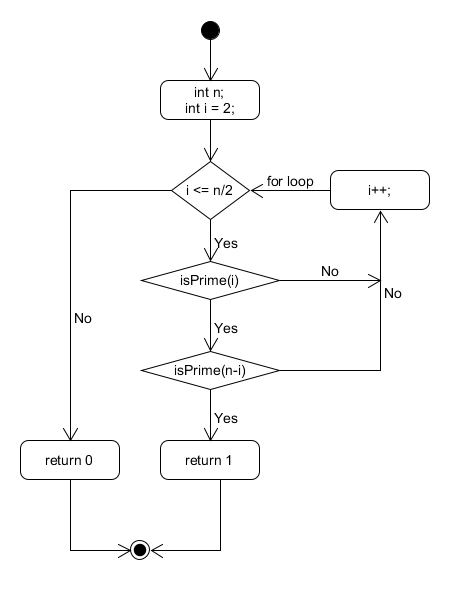 int n;
int i = 2;
i <= n/2
for loop
i++;
Yes
isPrime(i)
No
No
No
Yes
isPrime(n-i)
Yes
return 0
return 1